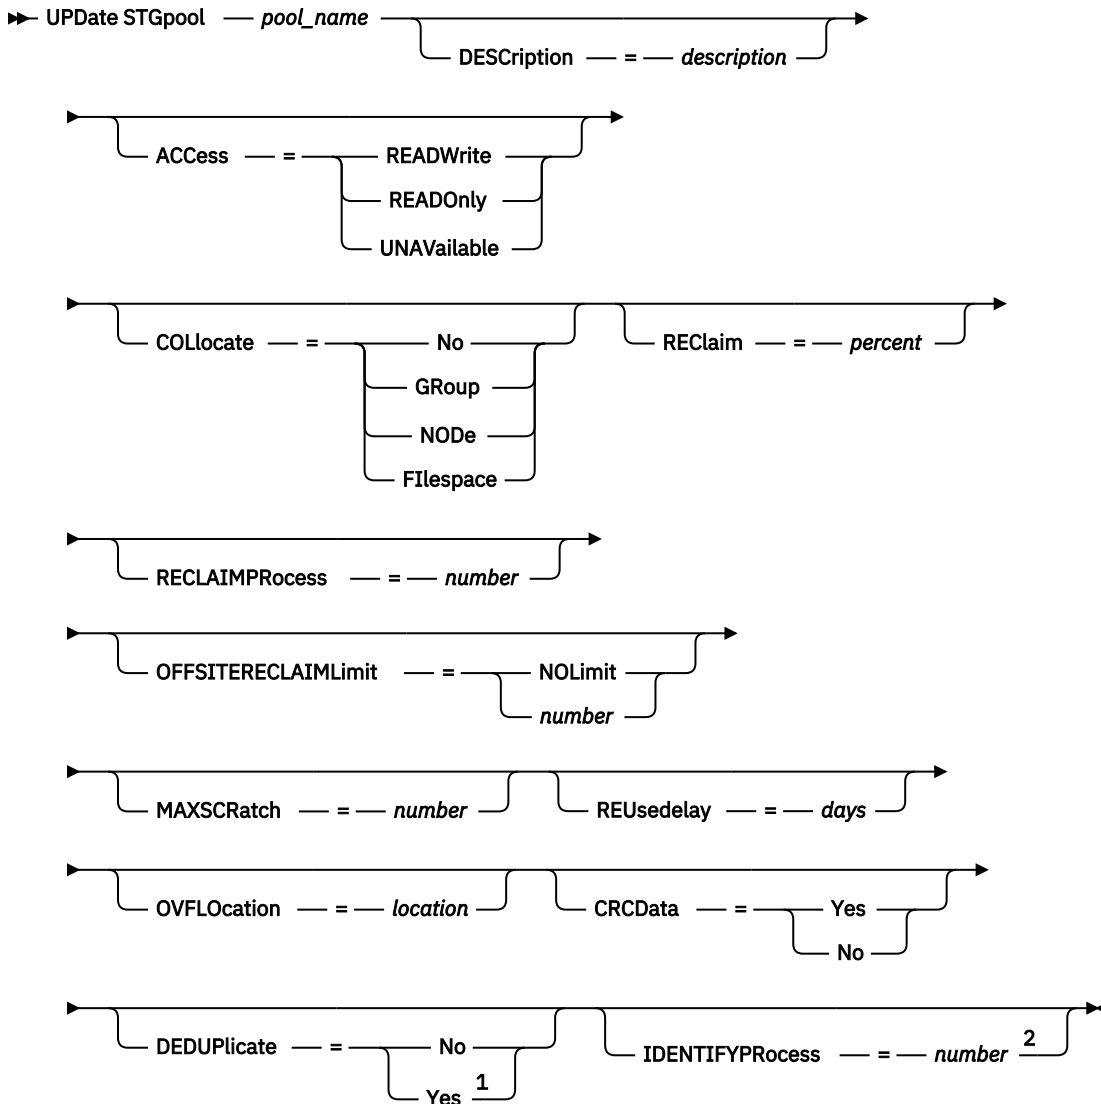 UPDate STGpool pool_name
DESCription = description
ACCess = READWrite
READOnly
UNAVailable
COLlocate = No
GRoup
NODe
FIlespace
REClaim = percent
RECLAIMPRocess = number
OFFSITERECLAIMLimit = NOLimit
number
MAXSCRatch = number REUsedelay = days
OVFLOcation = location CRCData = Yes
No
DEDUPlicate = No
Yes 1
IDENTIFYPRocess = number 2